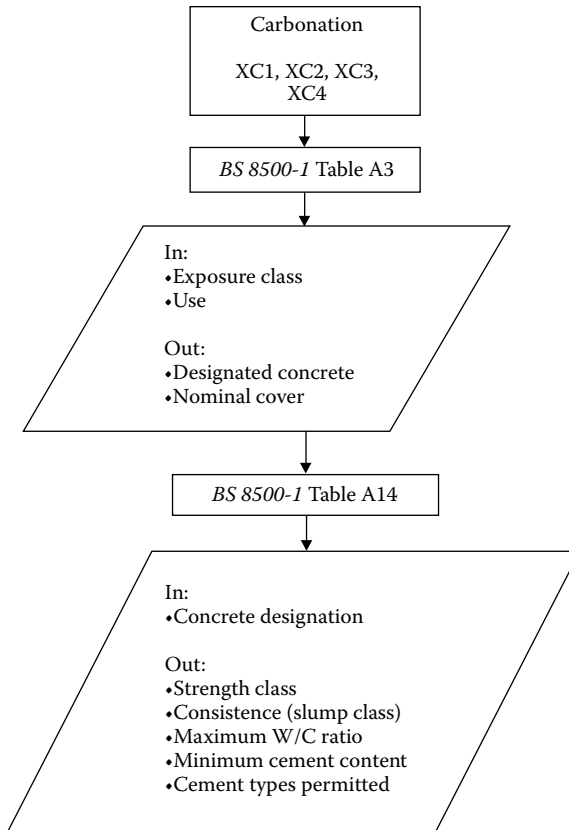 Carbonation
XC1, XC2, XC3,
XC4
BS 8500-1 Table A3
In:
•Exposure class
•Use
Out:
•Designated concrete
•Nominal cover
BS 8500-1 Table A14
In:
•Concrete designation
Out:
•Strength class
•Consistence (slump class)
•Maximum W/C ratio
•Minimum cement content
•Cement types permitted